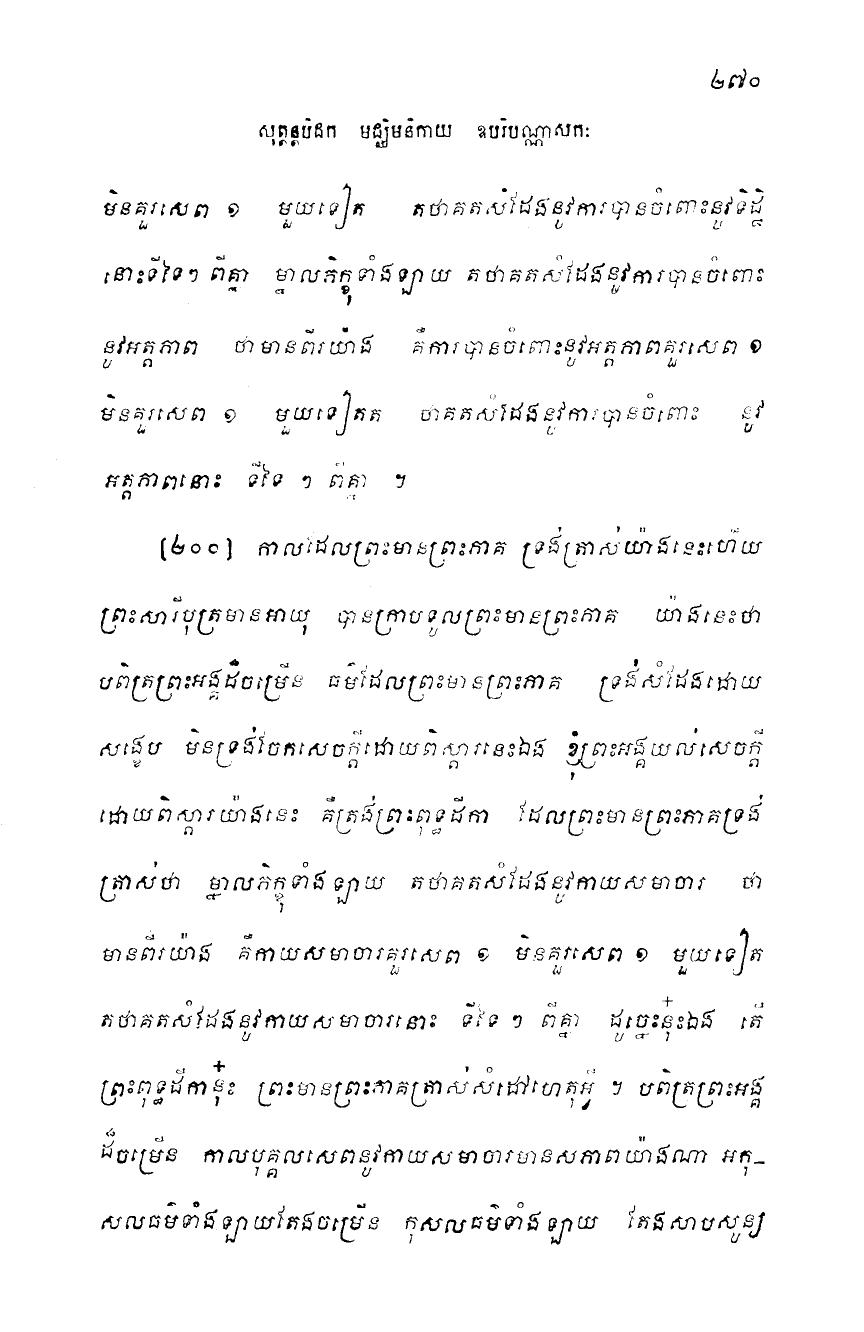 ២៧០
សុត្តន្តបិដក មជ្ឈិមនិកាយ ឧបរិបណ្ណាសកៈ
មិនគួរសេព ១ មួយទៀត តថាគតសំដែងនូវការបានចំពោះនូវទិដ្ឋិ
នោះទីទៃៗ ពីគ្នា ម្នាលភិក្ខុទាំងឡាយ តថាគតសំដែងនូវការបានចំពោះ
នូវអត្តភាព ថាមានពីរយ៉ាង គឺការបានចំពោះនូវអត្តភាពគួរសេព ១
មិនគួរសេព ១ មួយទៀតត ថាគតសំដែងនូវការបានចំពោះ នូវ
អត្តភាពនោះ ទីទៃ ៗ ពីគ្នា ។
(២០១) កាលដែលព្រះមានព្រះភាគ ទ្រង់ត្រាស់យ៉ាងនេះហើយ
ព្រះសារីបុត្រមានអាយុ បានក្រាបទូលព្រះមានព្រះភាគ យ៉ាងនេះថា
បពិត្រព្រះអង្គដ៏ចម្រើន ធម៌ដែលព្រះមានព្រះភាគ ទ្រង់សំដែងដោយ
សង្ខេប មិនទ្រង់ចែកសេចក្តីដោយពិស្តារនេះឯង ខ្ញុំព្រះអង្គយល់សេចក្តី
ដោយពិស្តារយ៉ាងនេះ គឺត្រង់ព្រះពុទ្ធដីកា ដែលព្រះមានព្រះភាគទ្រង់
ត្រាស់ថា ម្នាលភិក្ខុទាំងឡាយ តថាគតសំដែងនូវកាយសមាចារ ថា
មានពីរយ៉ាង គឺកាយសមាចារគួរសេព ១ មិនគួរសេព ១ មួយទៀត
តថាគតសំដែងនូវកាយសមាចារនោះ ទីទៃ ៗ ពីគ្នា ដូច្នេះនុ៎ះឯង តើ
ព្រះពុទ្ធដីកានុ៎ះ ព្រះមានព្រះភាគត្រាស់សំដៅហេតុអ្វី ។ បពិត្រព្រះអង្គ
ដ៏ចម្រើន កាលបុគ្គលសេពនូវកាយសមាចារមានសភាពយ៉ាងណា អកុ-
សលធម៌ទាំងឡាយតែងចម្រើន កុសលធម៌ទាំងឡាយ តែងសាបសូន្យ